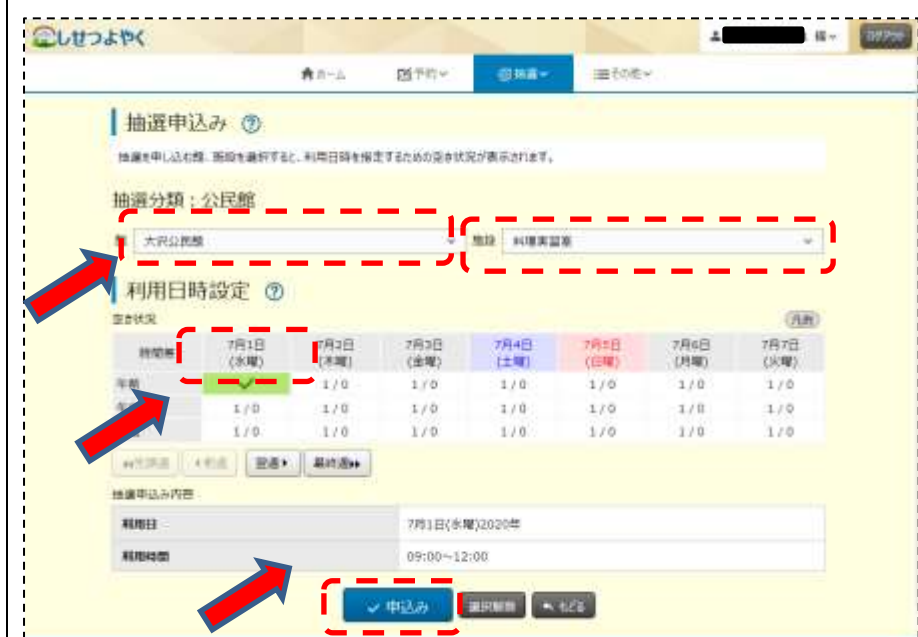 しせつよやく
様
ログアウト
ホーム 予約 抽選 その他
抽選申込み ?
抽選を申し込む館、施設を選択すると、利用日時を指定するための空き状況が表示されます。
抽選分類：公民館
館 大沢公民館 施設 料理実習室
利用日時設定 ?
空き状況
凡例
時間帯 7月1日(水曜) 7月2日(木曜) 7月3日(金曜) 7月4日(土曜) 7月5日(日曜) 7月6日(月曜) 7月7日(火曜)
午前 1 / 0 1 / 0 1 / 0 1 / 0 1 / 0 1 / 0
1 / 0 1 / 0 1 / 0 1 / 0 1 / 0 1 / 0 1 / 0
1 / 0 1 / 0 1 / 0 1 / 0 1 / 0 1 / 0 1 / 0
前週 翌週 最終週
抽選申込み内容
利用日 7月1日(水曜)2020年
利用時間 09:00～12:00
申込み 選択解除 もどる